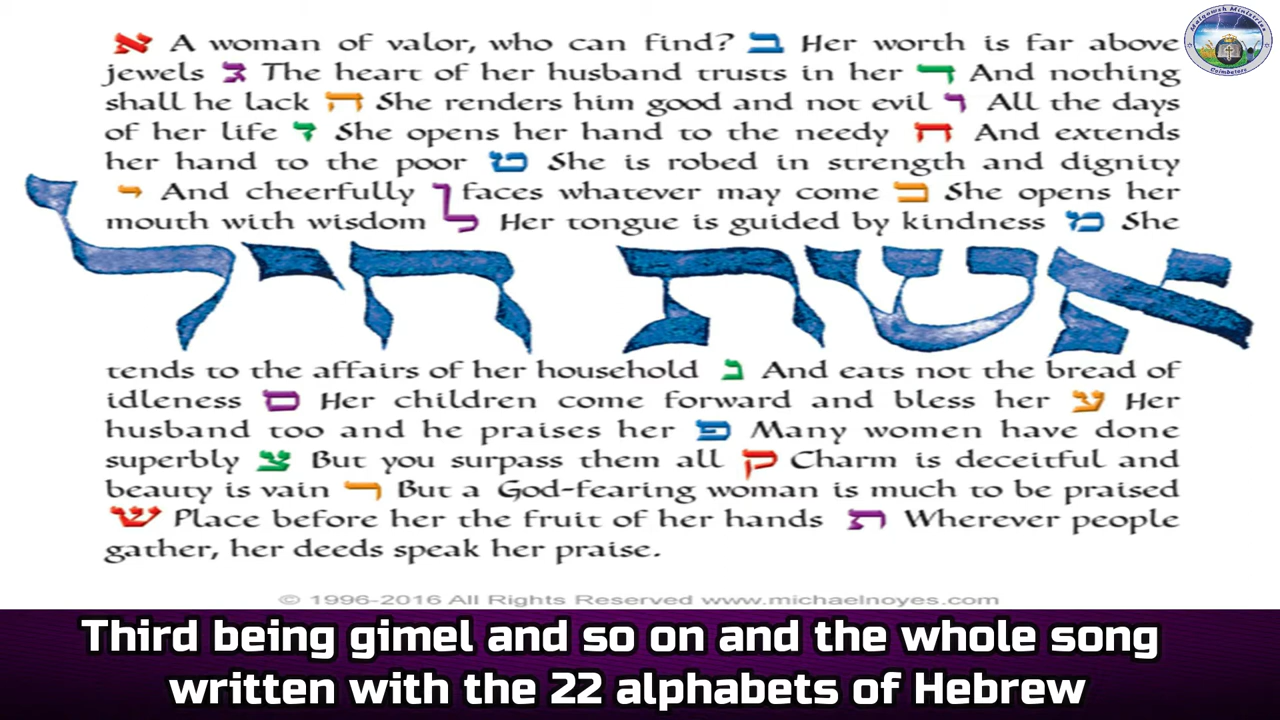 א A woman of valor, who can find? ב Her worth is far above
jewels ג The heart of her husband trusts in her ד And nothing
shall he lack ה She renders him good and not evil ו All the days
of her life ז She opens her hand to the needy ח And extends
her hand to the poor ט She is robed in strength and dignity
י And cheerfully faces whatever may come כ She opens her
mouth with wisdom ל Her tongue is guided by kindness מ She
אשת חיל
tends to the affairs of her household נ And eats not the bread of
idleness ס Her children come forward and bless her ע Her
husband too and he praises her פ Many women have done
superbly צ But you surpass them all ק Charm is deceitful and
beauty is vain ר But a God-fearing woman is much to be praised
ש Place before her the fruit of her hands ת Wherever people
gather, her deeds speak her praise.
© 1996-2016 All Rights Reserved www.michaelnoyes.com
Third being gimel and so on and the whole song
written with the 22 alphabets of Hebrew
Melqowsh Ministries
Coimbatore